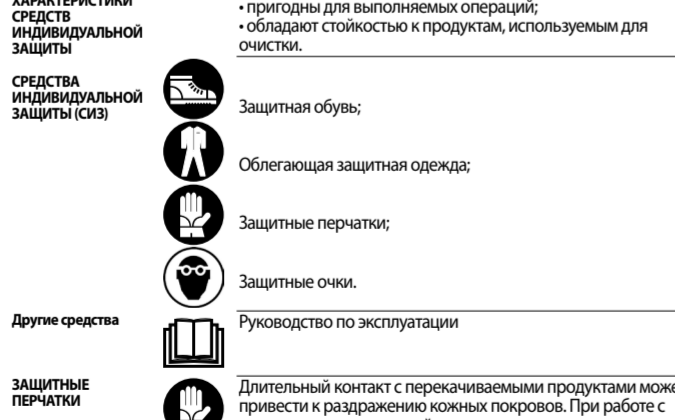 ХАРАКТЕРИСТИКИ
СРЕДСТВ
ИНДИВИДУАЛЬНОЙ
ЗАЩИТЫ
• пригодны для выполняемых операций;
• обладают стойкостью к продуктам, используемым для
очистки.
СРЕДСТВА
ИНДИВИДУАЛЬНОЙ
ЗАЩИТЫ (СИЗ)
Защитная обувь;
Облегающая защитная одежда;
Защитные перчатки;
Защитные очки.
Другие средства
Руководство по эксплуатации
ЗАЩИТНЫЕ
ПЕРЧАТКИ
Длительный контакт с перекачиваемыми продуктами може
привести к раздражению кожных покровов. При работе с